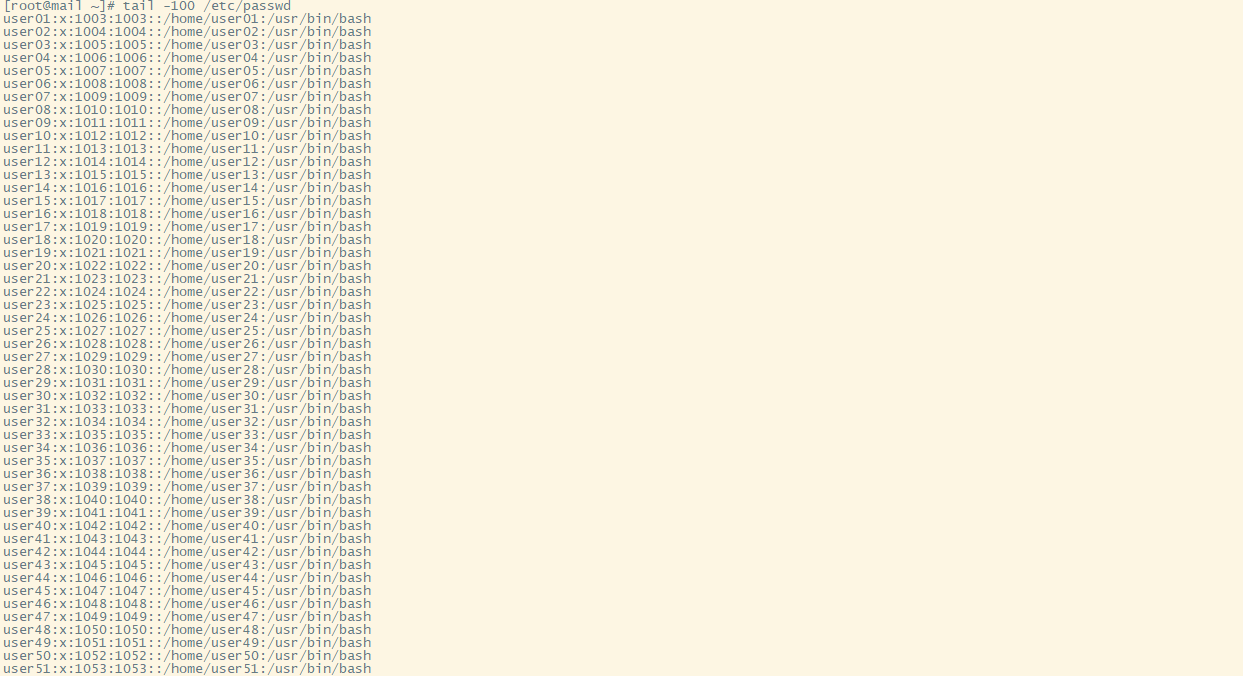 [root@mail ~]# tail -100 /etc/passwd
user01:x:1003:1003::/home/user01:/usr/bin/bash
user02:x:1004:1004::/home/user02:/usr/bin/bash
user03:x:1005:1005::/home/user03:/usr/bin/bash
user04:x:1006:1006::/home/user04:/usr/bin/bash
user05:x:1007:1007::/home/user05:/usr/bin/bash
user06:x:1008:1008::/home/user06:/usr/bin/bash
user07:x:1009:1009::/home/user07:/usr/bin/bash
user08:x:1010:1010::/home/user08:/usr/bin/bash
user09:x:1011:1011::/home/user09:/usr/bin/bash
user10:x:1012:1012::/home/user10:/usr/bin/bash
user11:x:1013:1013::/home/user11:/usr/bin/bash
user12:x:1014:1014::/home/user12:/usr/bin/bash
user13:x:1015:1015::/home/user13:/usr/bin/bash
user14:x:1016:1016::/home/user14:/usr/bin/bash
user15:x:1017:1017::/home/user15:/usr/bin/bash
user16:x:1018:1018::/home/user16:/usr/bin/bash
user17:x:1019:1019::/home/user17:/usr/bin/bash
user18:x:1020:1020::/home/user18:/usr/bin/bash
user19:x:1021:1021::/home/user19:/usr/bin/bash
user20:x:1022:1022::/home/user20:/usr/bin/bash
user21:x:1023:1023::/home/user21:/usr/bin/bash
user22:x:1024:1024::/home/user22:/usr/bin/bash
user23:x:1025:1025::/home/user23:/usr/bin/bash
user24:x:1026:1026::/home/user24:/usr/bin/bash
user25:x:1027:1027::/home/user25:/usr/bin/bash
user26:x:1028:1028::/home/user26:/usr/bin/bash
user27:x:1029:1029::/home/user27:/usr/bin/bash
user28:x:1030:1030::/home/user28:/usr/bin/bash
user29:x:1031:1031::/home/user29:/usr/bin/bash
user30:x:1032:1032::/home/user30:/usr/bin/bash
user31:x:1033:1033::/home/user31:/usr/bin/bash
user32:x:1034:1034::/home/user32:/usr/bin/bash
user33:x:1035:1035::/home/user33:/usr/bin/bash
user34:x:1036:1036::/home/user34:/usr/bin/bash
user35:x:1037:1037::/home/user35:/usr/bin/bash
user36:x:1038:1038::/home/user36:/usr/bin/bash
user37:x:1039:1039::/home/user37:/usr/bin/bash
user38:x:1040:1040::/home/user38:/usr/bin/bash
user39:x:1041:1041::/home/user39:/usr/bin/bash
user40:x:1042:1042::/home/user40:/usr/bin/bash
user41:x:1043:1043::/home/user41:/usr/bin/bash
user42:x:1044:1044::/home/user42:/usr/bin/bash
user43:x:1045:1045::/home/user43:/usr/bin/bash
user44:x:1046:1046::/home/user44:/usr/bin/bash
user45:x:1047:1047::/home/user45:/usr/bin/bash
user46:x:1048:1048::/home/user46:/usr/bin/bash
user47:x:1049:1049::/home/user47:/usr/bin/bash
user48:x:1050:1050::/home/user48:/usr/bin/bash
user49:x:1051:1051::/home/user49:/usr/bin/bash
user50:x:1052:1052::/home/user50:/usr/bin/bash
user51:x:1053:1053::/home/user51:/usr/bin/bash